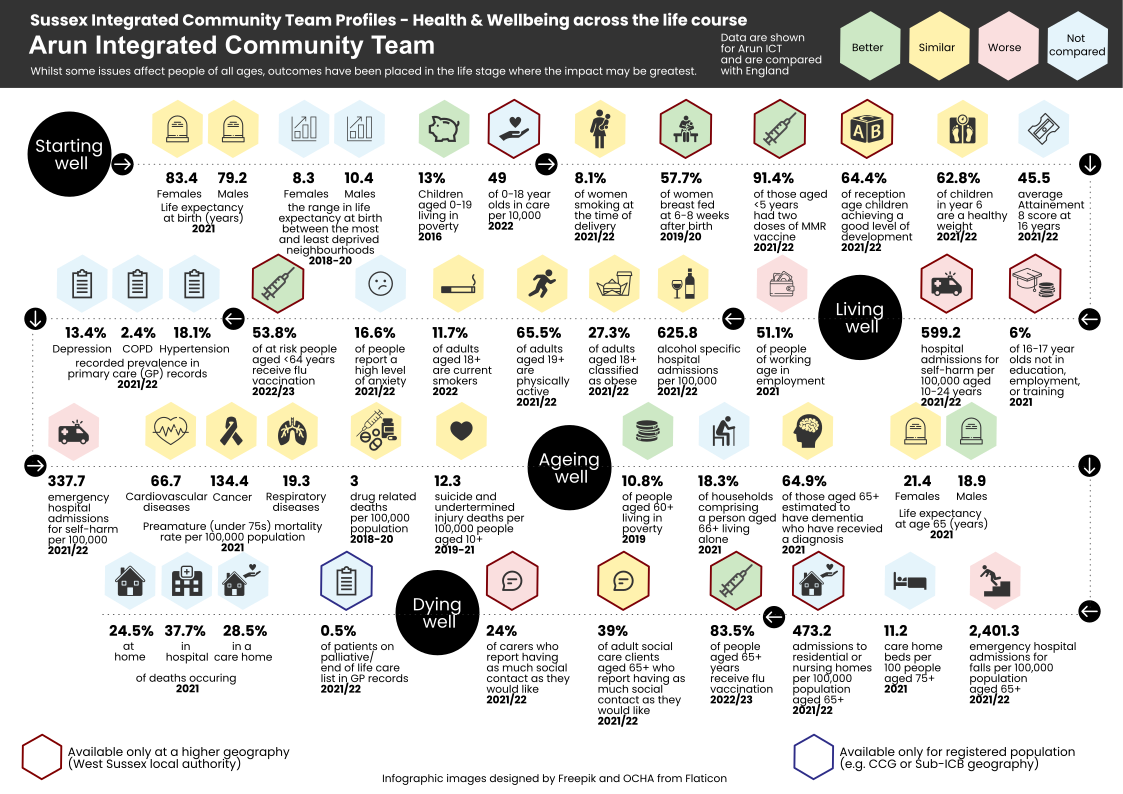 Sussex Integrated Community Team Profiles – Health & Wellbeing across the life course
Arun Integrated Community Team
Whilst some issues affect people of all ages, outcomes have been placed in the life stage where the impact may be greatest.
Data are shown
for Arun ICT
and are compared
with England
Better
Similar
Worse
Not
compared
Starting
well
83.4
Females
79.2
Males
Life expectancy
at birth (years)
2021
8.3
Females
10.4
Males
the range in life
expectancy at birth
between the most
and least deprived
neighbourhoods
2018-20
13%
Children
aged 0-19
living in
poverty
2016
49
of 0-18 year
olds in care
per 10,000
2022
8.1%
of women
smoking at
the time of
delivery
2021/22
57.7%
of women
breast fed
at 6-8 weeks
after birth
2019/20
91.4%
of those aged
<5 years
had two
doses of MMR
vaccine
2021/22
A B
64.4%
of reception
age children
achieving a
good level of
development
2021/22
62.8%
of children
in year 6
are a healthy
weight
2021/22
45.5
average
Attainement
8 score at
16 years
2021/22
13.4%
Depression
2.4%
COPD
18.1%
Hypertension
recorded prevalence in
primary care (GP) records
2021/22
53.8%
of at risk people
aged <64 years
receive flu
vaccination
2022/23
16.6%
of people
report a
high level
of anxiety
2021/22
11.7%
of adults
aged 18+
are current
smokers
2022
65.5%
of adults
aged 19+
are
physically
active
2021/22
27.3%
of adults
aged 18+
classified
as obese
2021/22
625.8
alcohol specific
hospital
admissions
per 100,000
2021/22
51.1%
of people
of working
age in
employment
2021
Living
well
599.2
hospital
admissions for
self-harm per
100,000 aged
10-24 years
2021/22
6%
of 16-17 year
olds not in
education,
employment,
or training
2021
337.7
emergency
hospital
admissions
for self-harm
per 100,000
2021/22
66.7
Cardiovascular
diseases
134.4
Cancer
19.3
Respiratory
diseases
Preamature (under 75s) mortality
rate per 100,000 population
2021
3
drug related
deaths
per 100,000
population
2018-20
12.3
suicide and
undertermined
injury deaths per
100,000 people
aged 10+
2019-21
Ageing
well
10.8%
of people
aged 60+
living in
poverty
2019
18.3%
of households
comprising
a person aged
66+ living
alone
2021
64.9%
of those aged 65+
estimated to
have dementia
who have recevied
a diagnosis
2021
21.4
Females
18.9
Males
Life expectancy
at age 65 (years)
2021
24.5%
at
home
37.7%
in
hospital
28.5%
in a
care home
of deaths occuring
2021
0.5%
of patients on
palliative/
end of life care
list in GP records
2021/22
Dying
well
24%
of carers who
report having
as much social
contact as they
would like
2021/22
39%
of adult social
care clients
aged 65+ who
report having as
much social
contact as they
would like
2021/22
83.5%
of people
aged 65+
years
receive flu
vaccination
2022/23
473.2
admissions to
residential or
nursing homes
per 100,000
population
aged 65+
2021/22
11.2
care home
beds per
100 people
aged 75+
2021
2,401.3
emergency hospital
admissions for
falls per 100,000
population
aged 65+
2021/22
Available only at a higher geography
(West Sussex local authority)
Available only for registered population
(e.g. CCG or Sub-ICB geography)
Infographic images designed by Freepik and OCHA from Flaticon